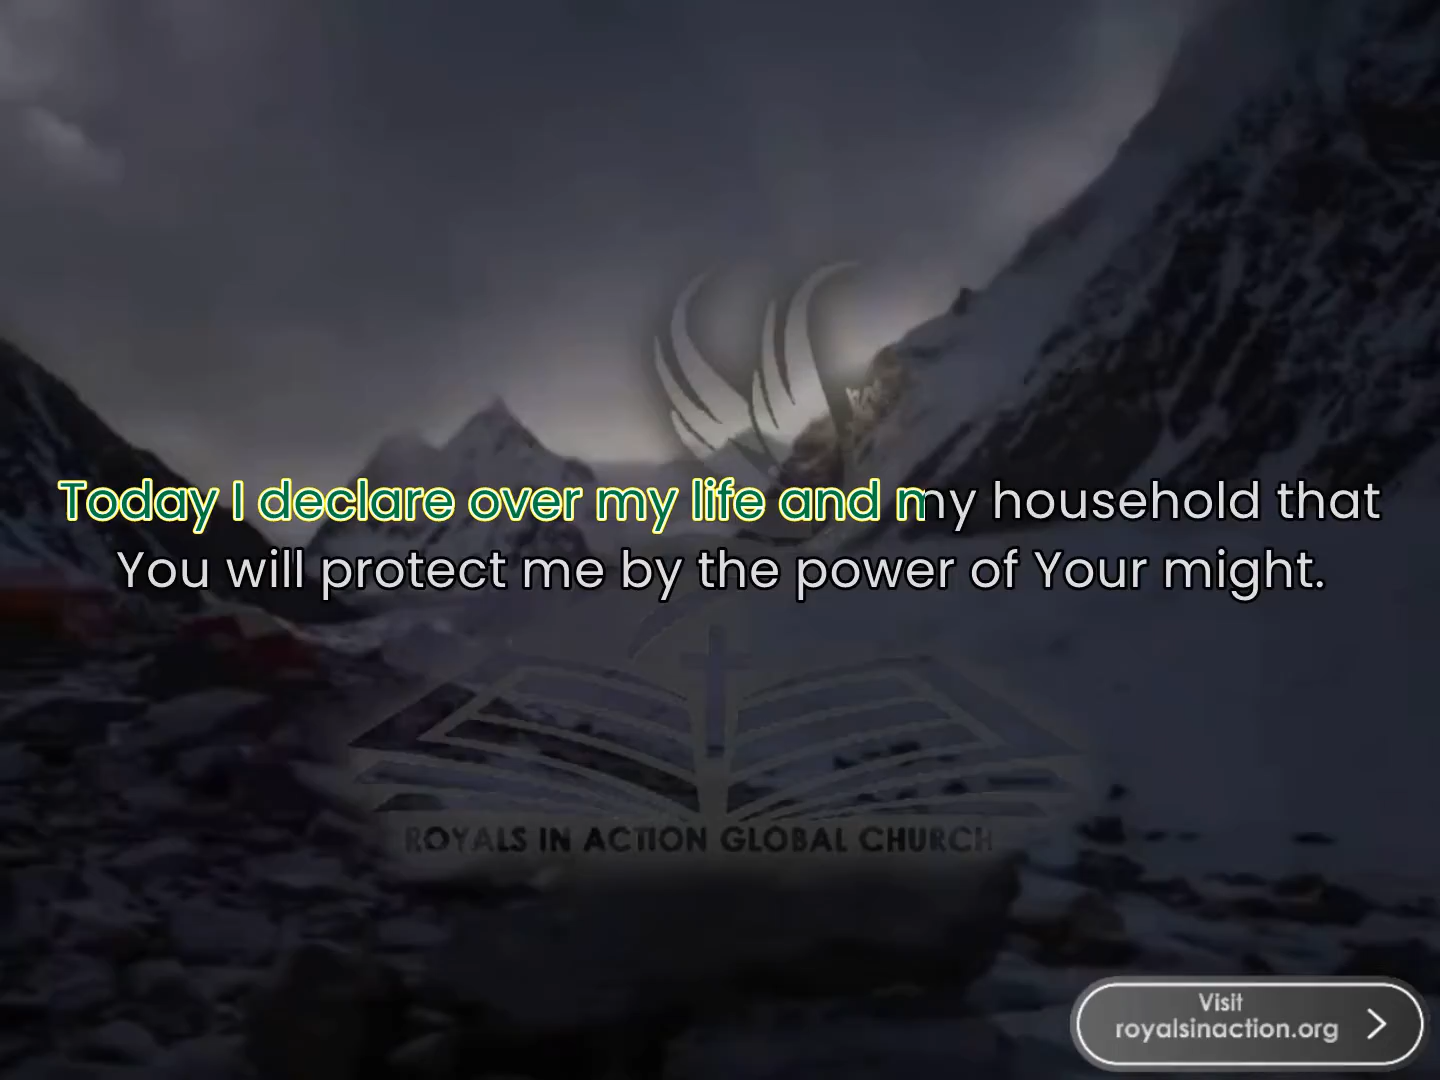 Today I declare over my life and my household that
You will protect me by the power of Your might.
ROYALS IN ACTION GLOBAL CHURCH
Visit
royalsinaction.org